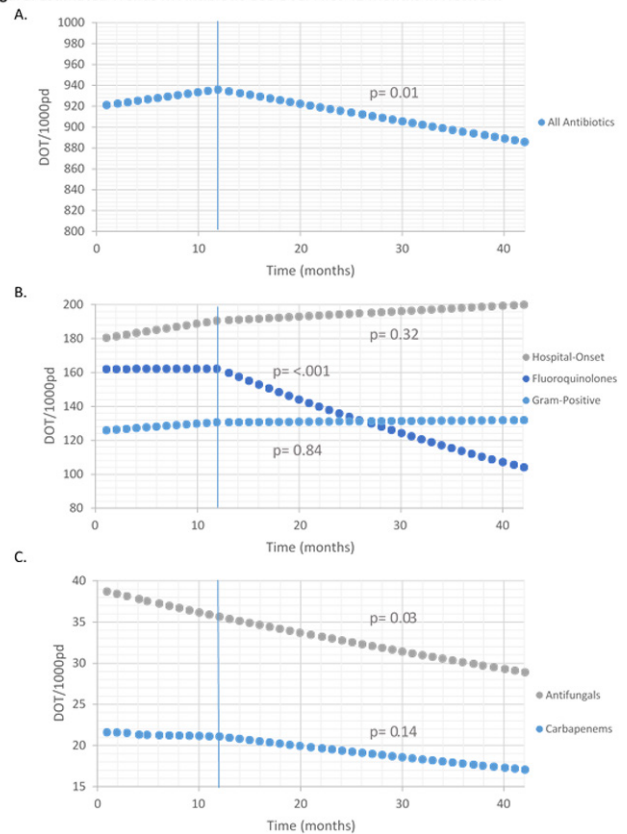 A.
1000
980
960
940
920
900
880
860
840
820
800
DOT/1000pd
p= 0.01
All Antibiotics
0 10 20 30 40
Time (months)
B.
200
180
160
140
120
100
80
DOT/1000pd
p= 0.32
p= <.001
p= 0.84
Hospital-Onset
Fluoroquinolones
Gram-Positive
0 10 20 30 40
Time (months)
C.
40
35
30
25
20
15
DOT/1000pd
p= 0.03
p= 0.14
Antifungals
Carbapenems
0 10 20 30 40
Time (months)